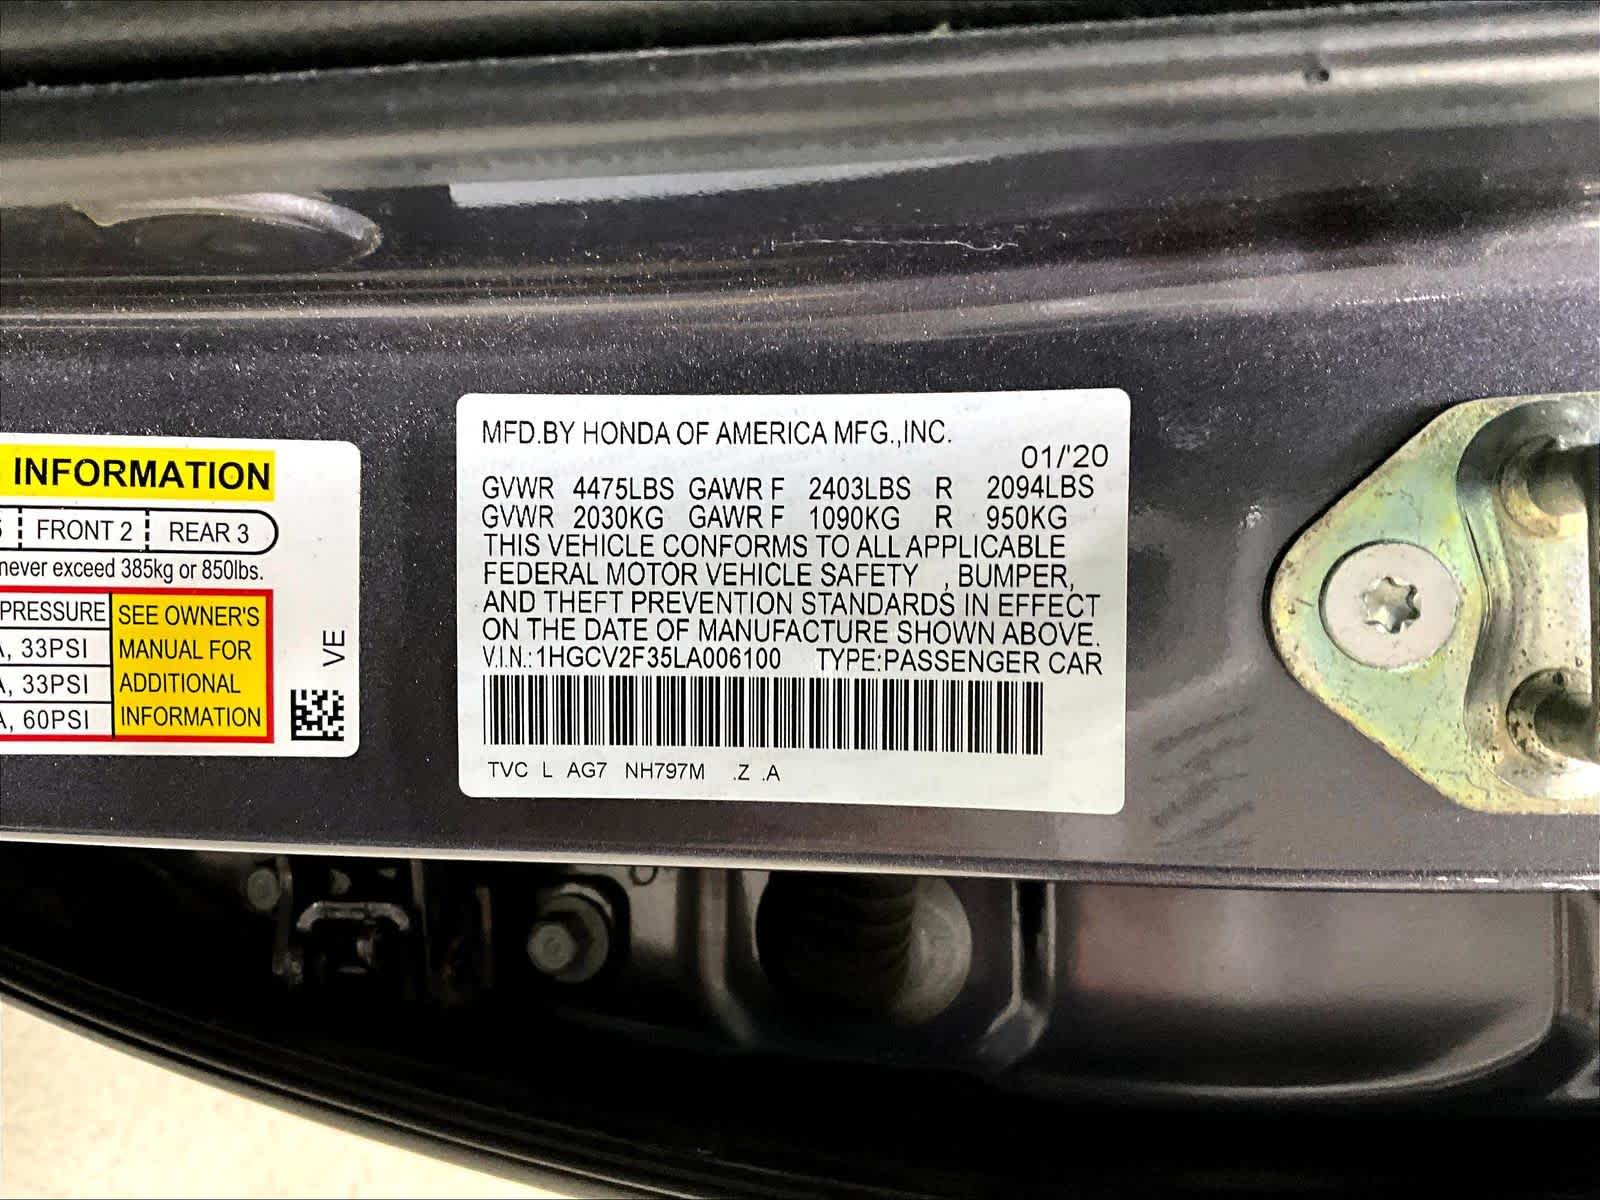 INFORMATION
FRONT 2 REAR 3
never exceed 385kg or 850lbs.
PRESSURE
, 33PSI
, 33PSI
, 60PSI
SEE OWNER'S
MANUAL FOR
ADDITIONAL
INFORMATION
VE
MFD.BY HONDA OF AMERICA MFG.,INC.
01/'20
GVWR 4475LBS GAWR F 2403LBS R 2094LBS
GVWR 2030KG GAWR F 1090KG R 950KG
THIS VEHICLE CONFORMS TO ALL APPLICABLE
FEDERAL MOTOR VEHICLE SAFETY , BUMPER,
AND THEFT PREVENTION STANDARDS IN EFFECT
ON THE DATE OF MANUFACTURE SHOWN ABOVE.
V.I.N.:1HGCV2F35LA006100 TYPE:PASSENGER CAR
TVC L AG7 NH797M .Z .A